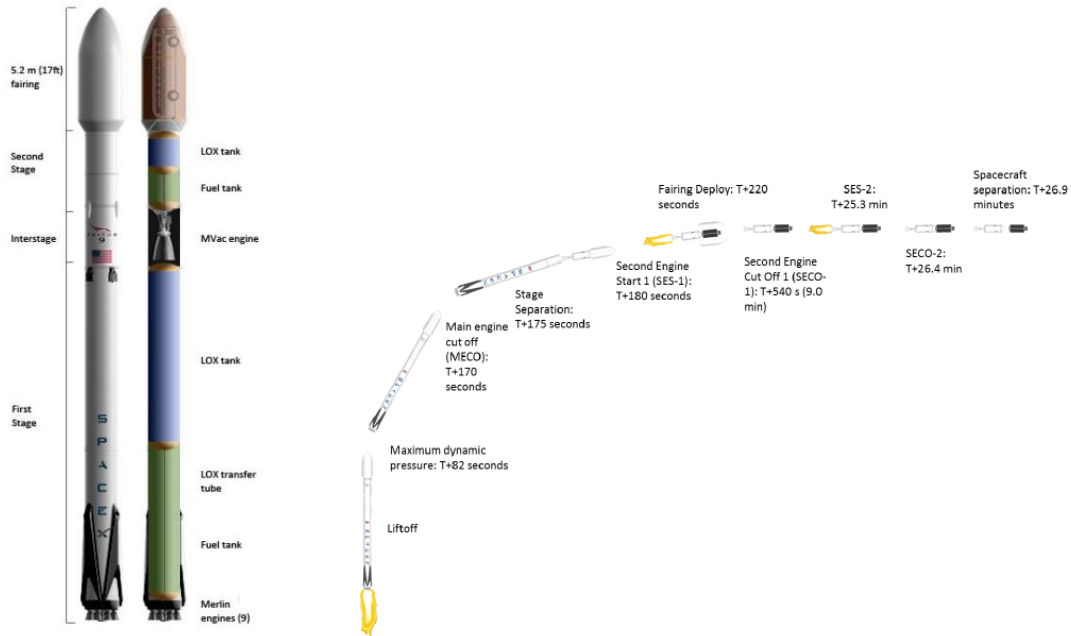 5.2 m (17ft)
fairing
Second
Stage
Interstage
First
Stage
FALCON
9
SPACEX
LOX tank
Fuel tank
MVac engine
LOX tank
LOX transfer
tube
Fuel tank
Merlin
engines (9)
Liftoff
Maximum dynamic
pressure: T+82 seconds
Main engine
cut off
(MECO):
T+170
seconds
Stage
Separation:
T+175 seconds
Second Engine
Start 1 (SES-1):
T+180 seconds
Fairing Deploy: T+220
seconds
Second Engine
Cut Off 1 (SECO-
1): T+540 s (9.0
min)
SES-2:
T+25.3 min
SECO-2:
T+26.4 min
Spacecraft
separation: T+26.9
minutes